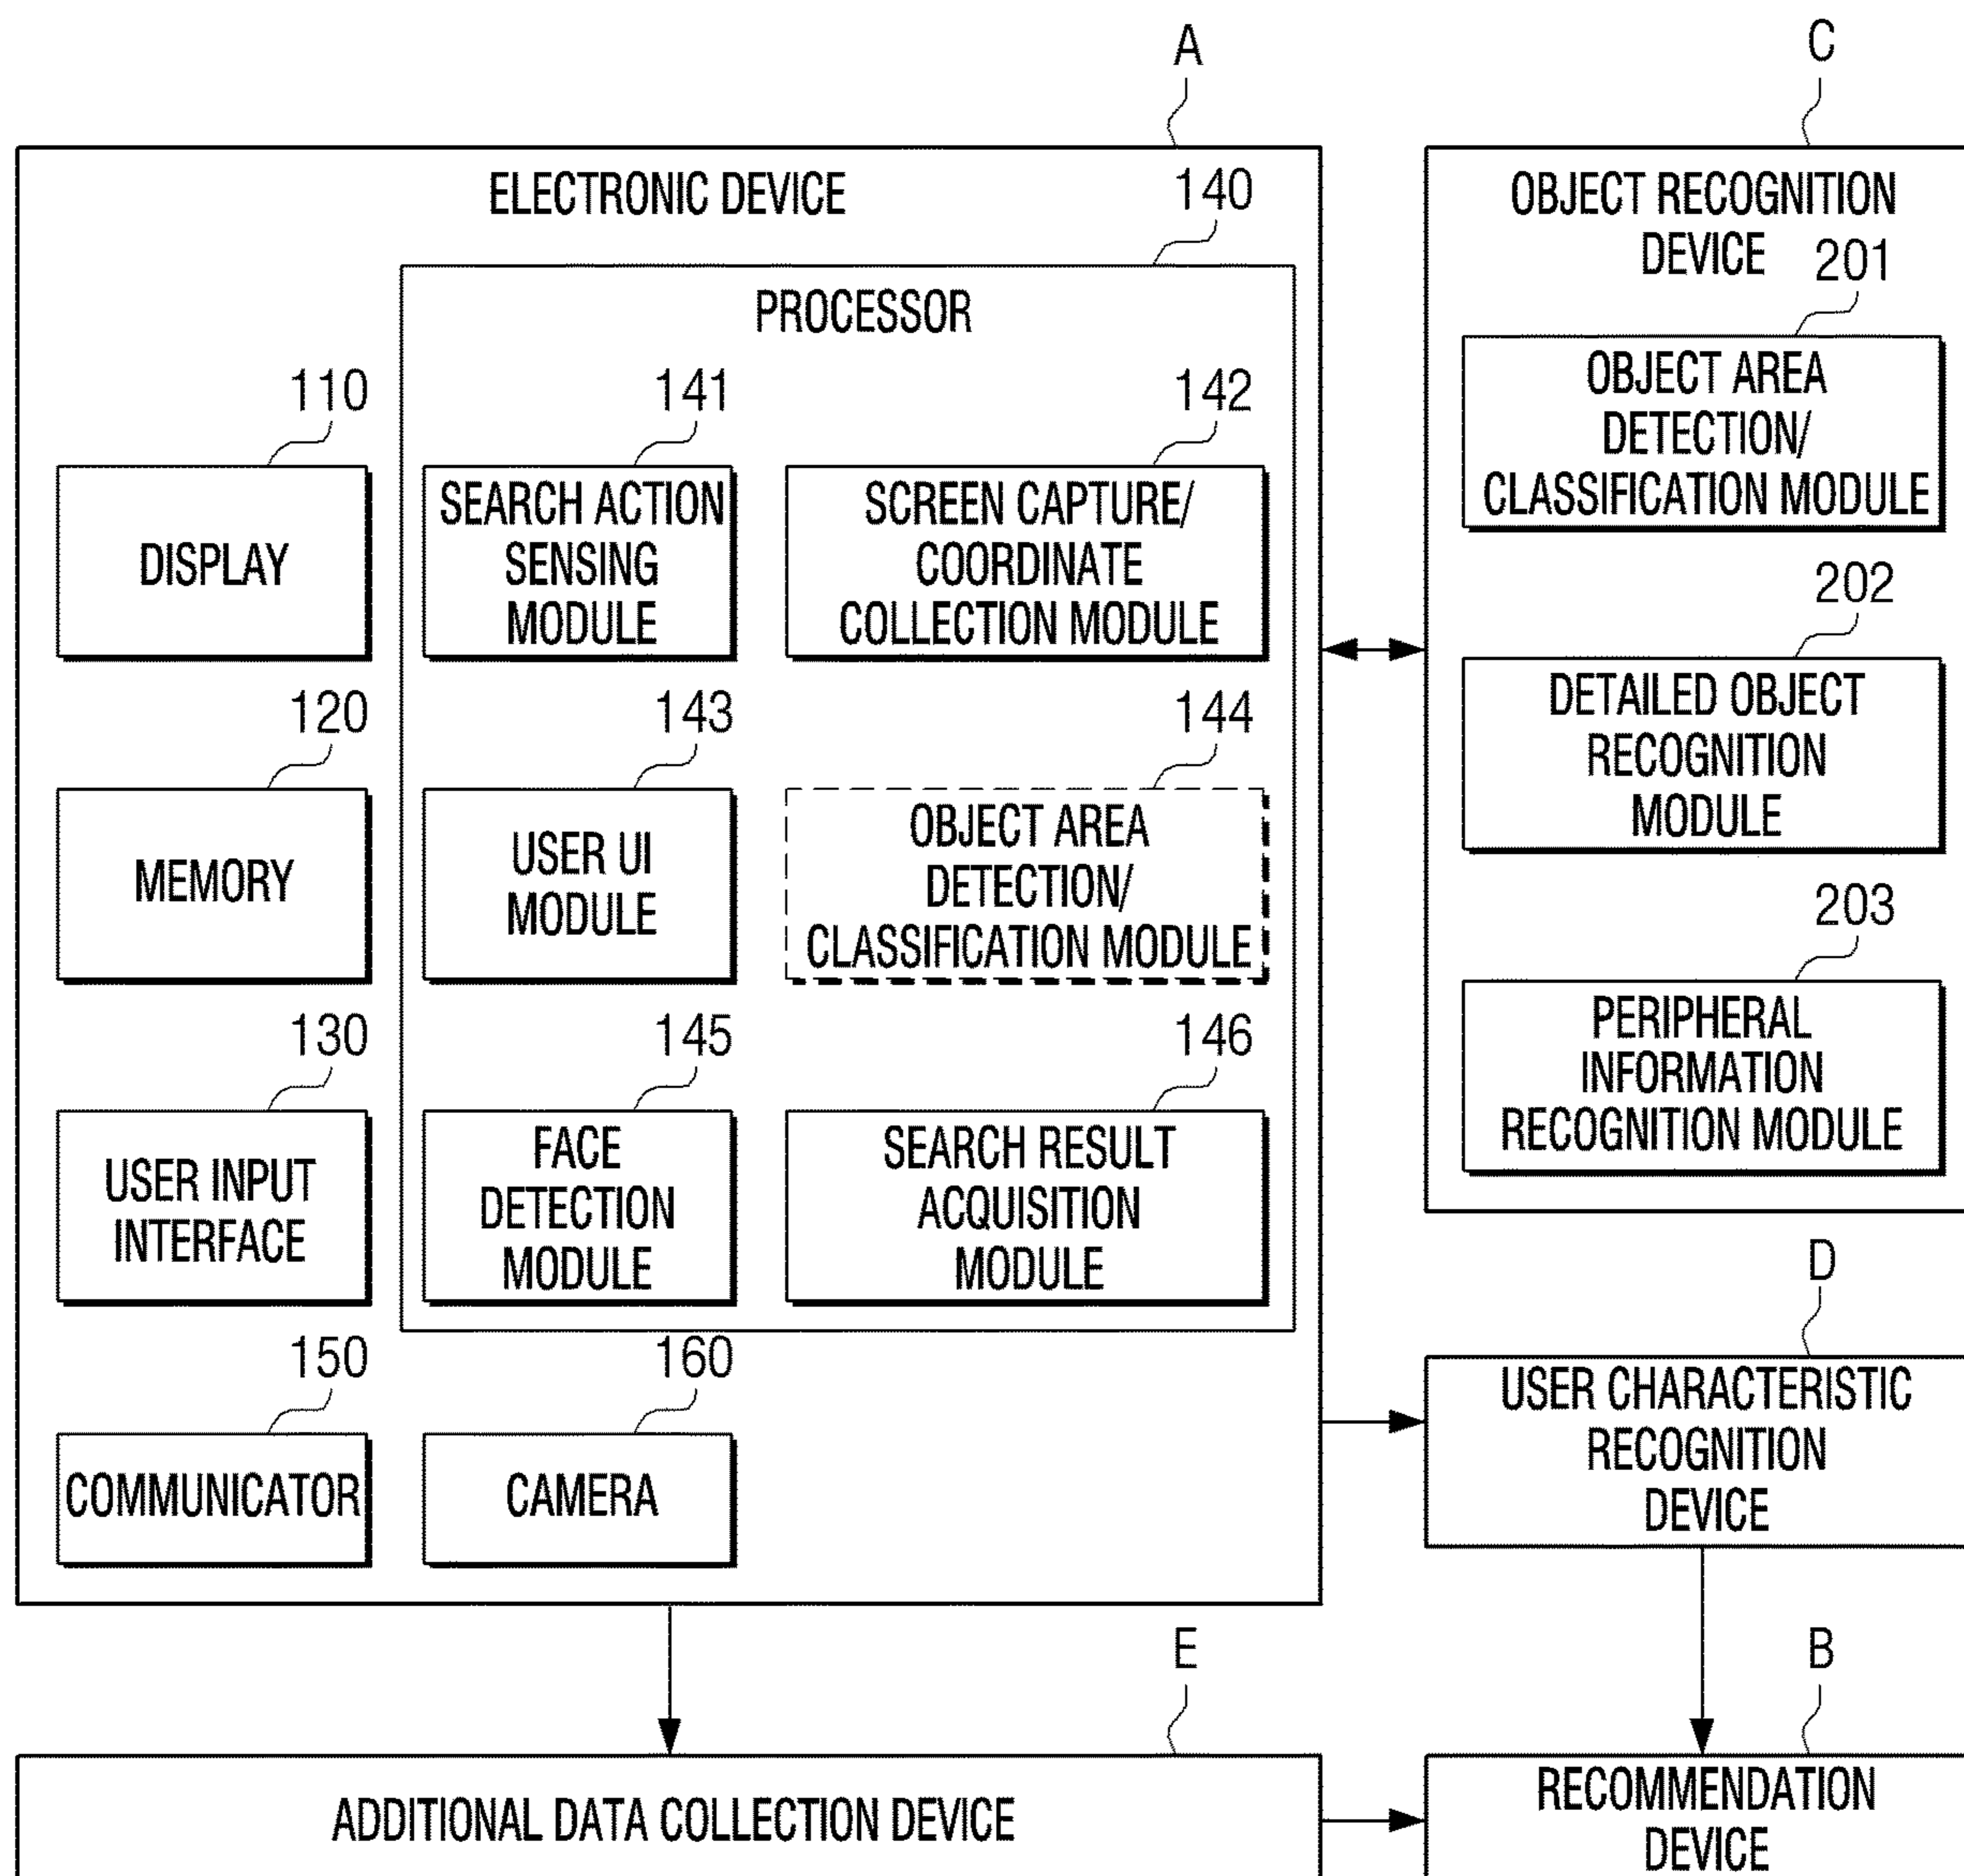 A
C
ELECTRONIC DEVICE
140
PROCESSOR
110
141
142
DISPLAY
SEARCH ACTION
SENSING
MODULE
SCREEN CAPTURE/
COORDINATE
COLLECTION MODULE
120
143
144
MEMORY
USER UI
MODULE
OBJECT AREA
DETECTION/
CLASSIFICATION MODULE
130
145
146
USER INPUT
INTERFACE
FACE
DETECTION
MODULE
SEARCH RESULT
ACQUISITION
MODULE
150
160
COMMUNICATOR
CAMERA
OBJECT RECOGNITION
DEVICE
201
OBJECT AREA
DETECTION/
CLASSIFICATION MODULE
202
DETAILED OBJECT
RECOGNITION
MODULE
203
PERIPHERAL
INFORMATION
RECOGNITION MODULE
D
USER CHARACTERISTIC
RECOGNITION
DEVICE
E
ADDITIONAL DATA COLLECTION DEVICE
B
RECOMMENDATION
DEVICE